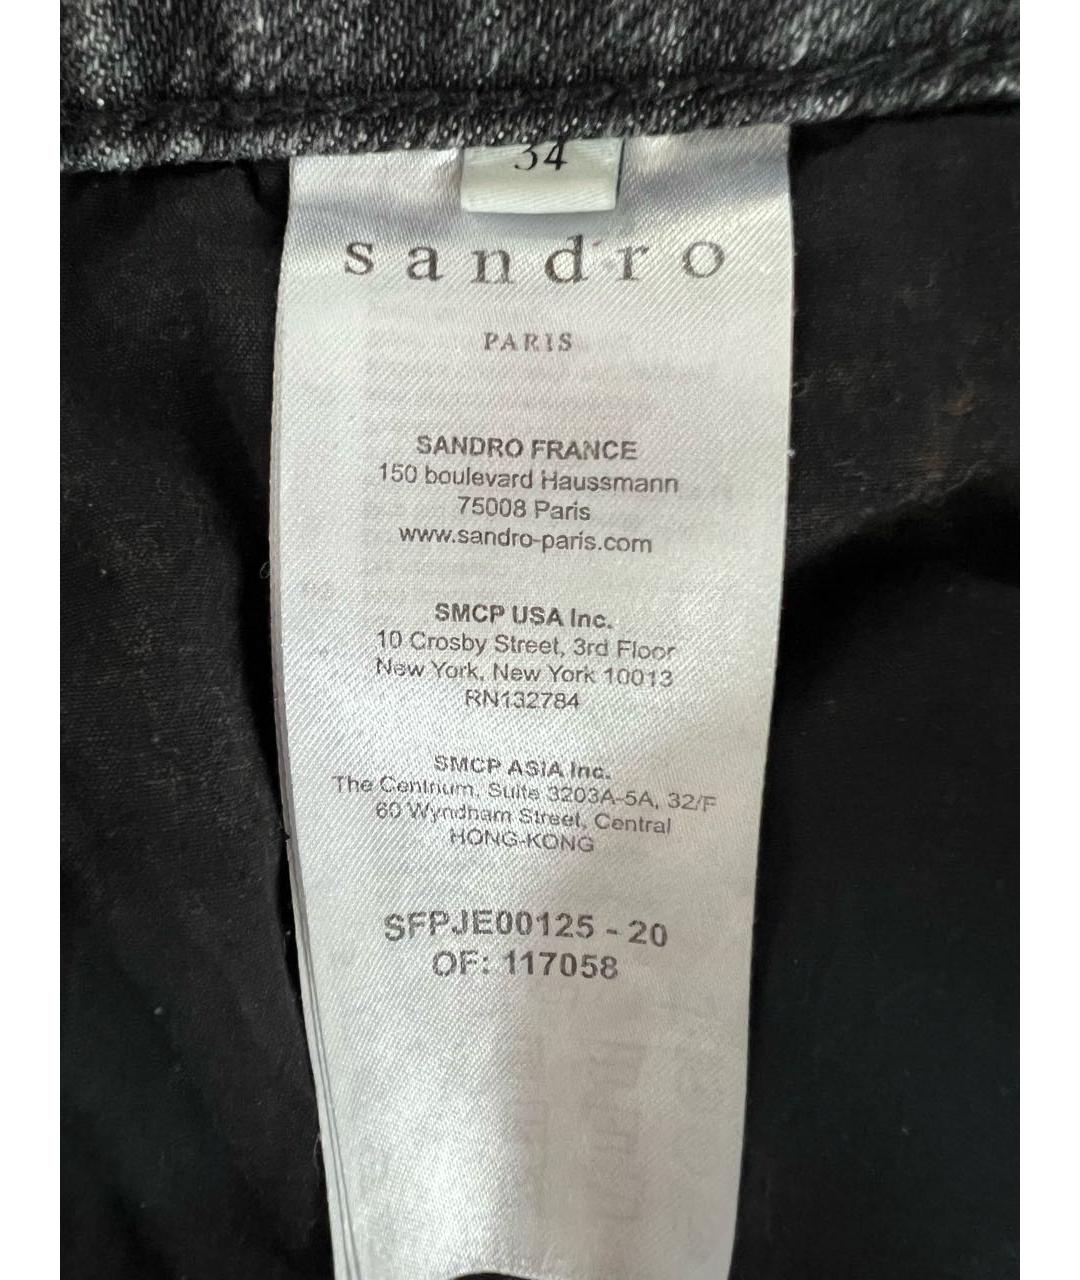 34
sandro
PARIS
SANDRO FRANCE
150 boulevard Haussmann
75008 Paris
www.sandro-paris.com
SMCP USA Inc.
10 Crosby Street, 3rd Floor
New York, New York 10013
RN132784
SMCP ASIA Inc.
The Centrium, Suite 3203A-5A, 32/F
60 Wyndham Street, Central
HONG-KONG
SFPJE00125 - 20
OF: 117058